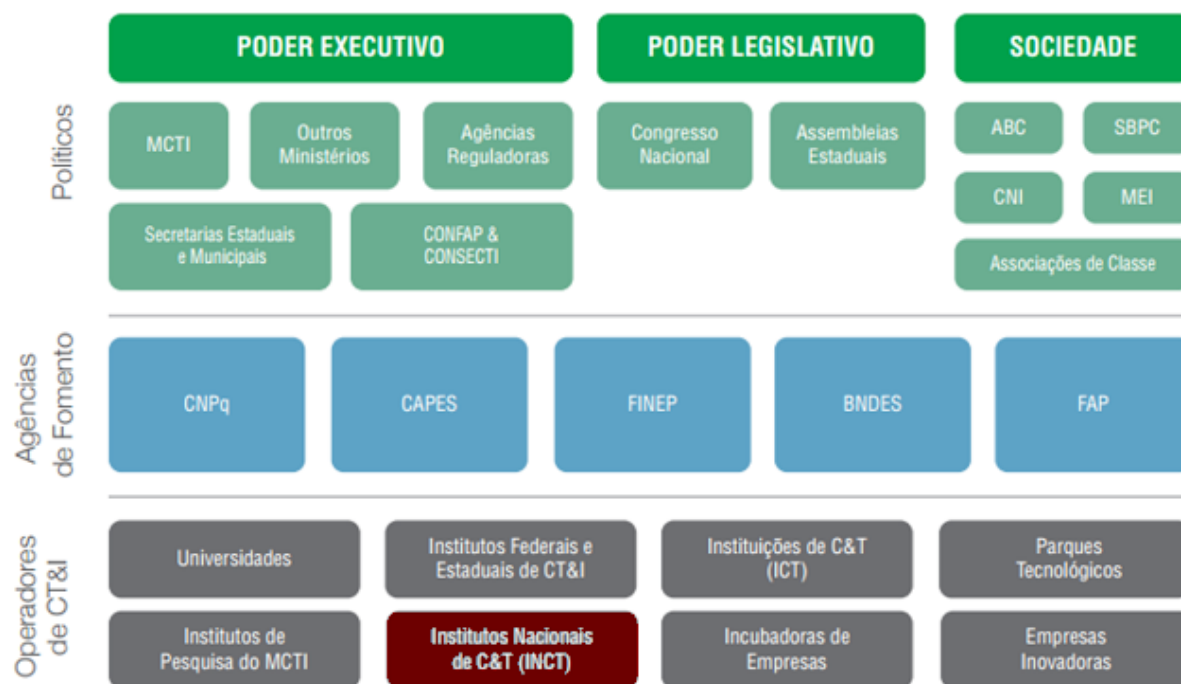 PODER EXECUTIVO
PODER LEGISLATIVO
SOCIEDADE
Políticos
MCTI
Outros
Ministérios
Agências
Reguladoras
Congresso
Nacional
Assembleias
Estaduais
ABC
SBPC
CNI
MEI
Secretarias Estaduais
e Municipais
CONFAP &
CONSECTI
Associações de Classe
Agências
de Fomento
CNPq
CAPES
FINEP
BNDES
FAP
Operadores
de CT&I
Universidades
Institutos Federais e
Estaduais de CT&I
Instituições de C&T
(ICT)
Parques
Tecnológicos
Institutos de
Pesquisa do MCTI
Institutos Nacionais
de C&T (INCT)
Incubadoras de
Empresas
Empresas
Inovadoras